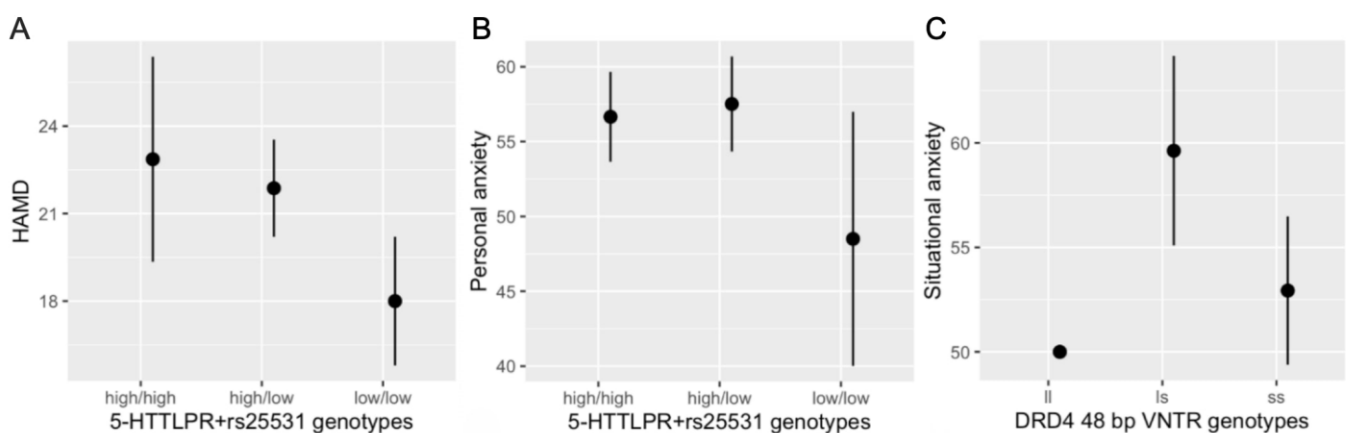 A
HAMD
24
21
18
high/high high/low low/low
5-HTTLPR+rs25531 genotypes
B
Personal anxiety
60
55
50
45
40
high/high high/low low/low
5-HTTLPR+rs25531 genotypes
C
Situational anxiety
60
55
50
ll ls ss
DRD4 48 bp VNTR genotypes